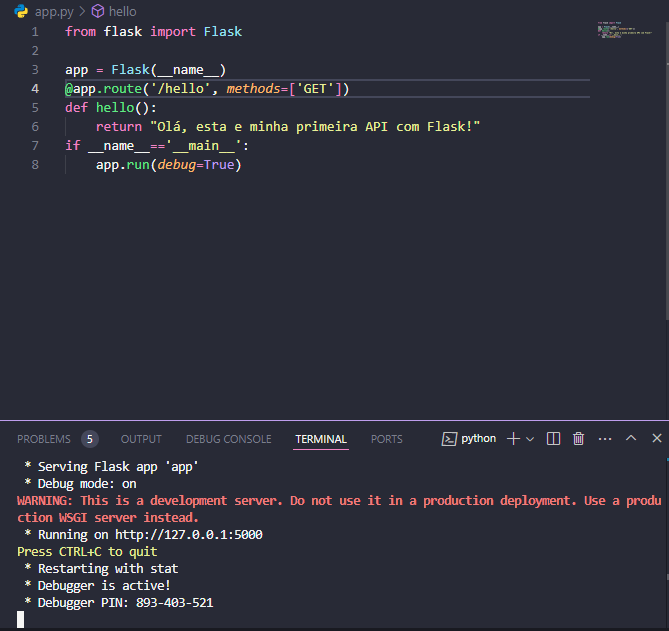 app.py > hello
1 from flask import Flask
2
3 app = Flask(__name__)
4 @app.route('/hello', methods=['GET'])
5 def hello():
6     return "Olá, esta e minha primeira API com Flask!"
7 if __name__=='__main__':
8     app.run(debug=True)
PROBLEMS 5 OUTPUT DEBUG CONSOLE TERMINAL PORTS python
* Serving Flask app 'app'
* Debug mode: on
WARNING: This is a development server. Do not use it in a production deployment. Use a produ
ction WSGI server instead.
* Running on http://127.0.0.1:5000
Press CTRL+C to quit
* Restarting with stat
* Debugger is active!
* Debugger PIN: 893-403-521